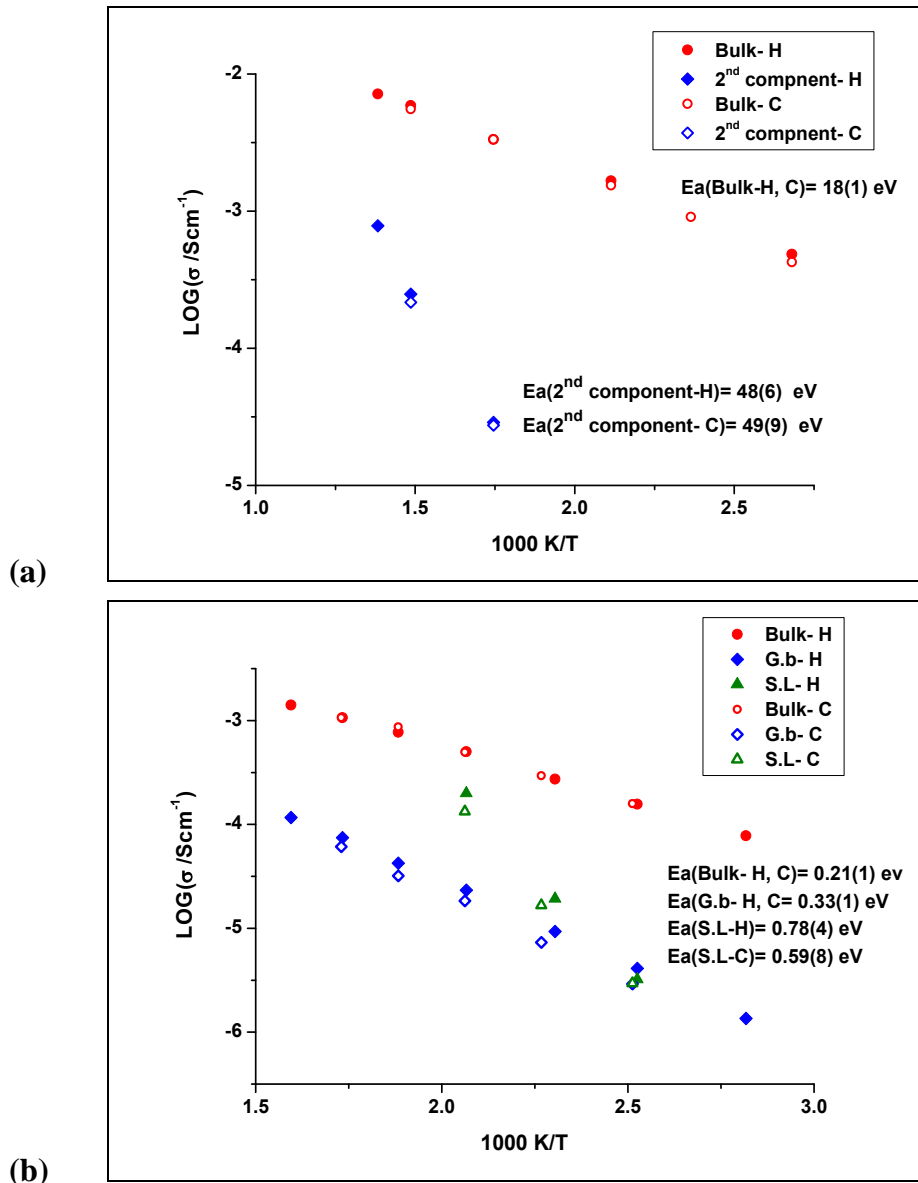 Bulk- H
2nd compnent- H
Bulk- C
2nd compnent- C
Ea(Bulk-H, C)= 18(1) eV
Ea(2nd component-H)= 48(6) eV
Ea(2nd component- C)= 49(9) eV
LOG(σ /Scm-1)
-2
-3
-4
-5
1.0
1.5
2.0
2.5
1000 K/T
(a)
Bulk- H
G.b- H
S.L- H
Bulk- C
G.b- C
S.L- C
Ea(Bulk- H, C)= 0.21(1) ev
Ea(G.b- H, C= 0.33(1) eV
Ea(S.L-H)= 0.78(4) eV
Ea(S.L-C)= 0.59(8) eV
LOG(σ /Scm-1)
-3
-4
-5
-6
1.5
2.0
2.5
3.0
1000 K/T
(b)